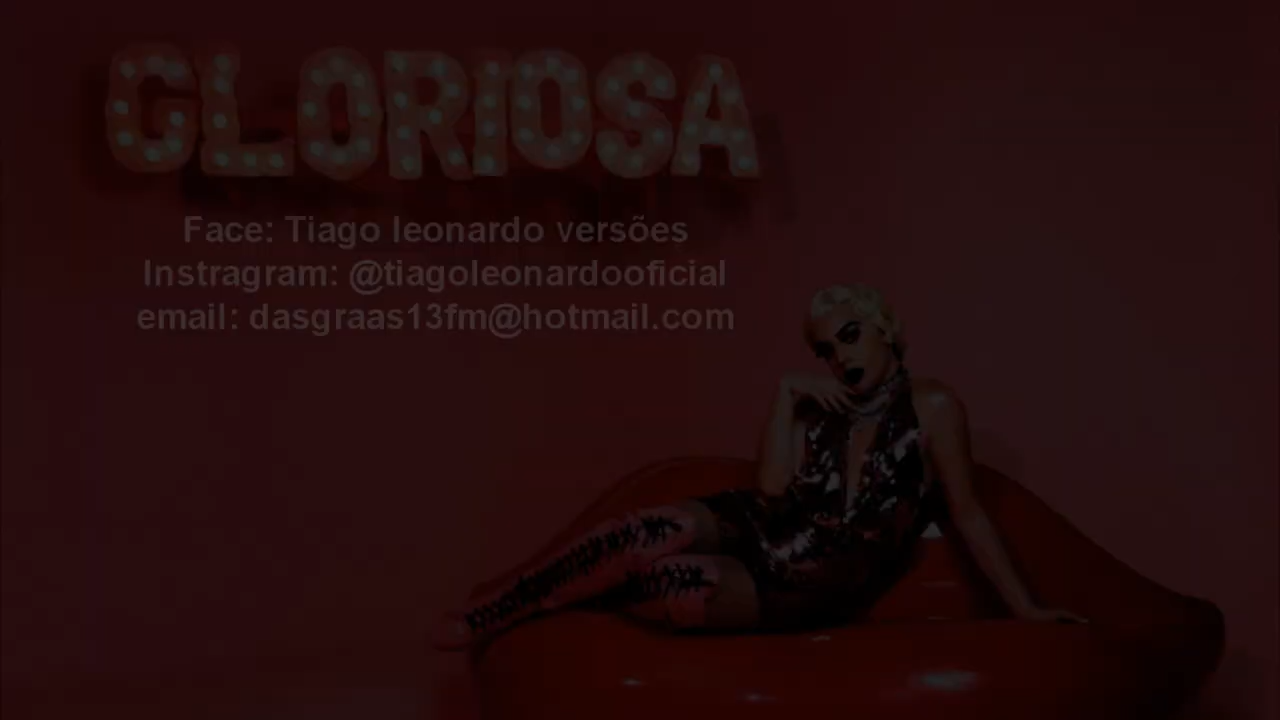 GLORIOSA
Face: Tiago leonardo versões
Instragram: @tiagoleonardooficial
email: dasgraas13fm@hotmail.com